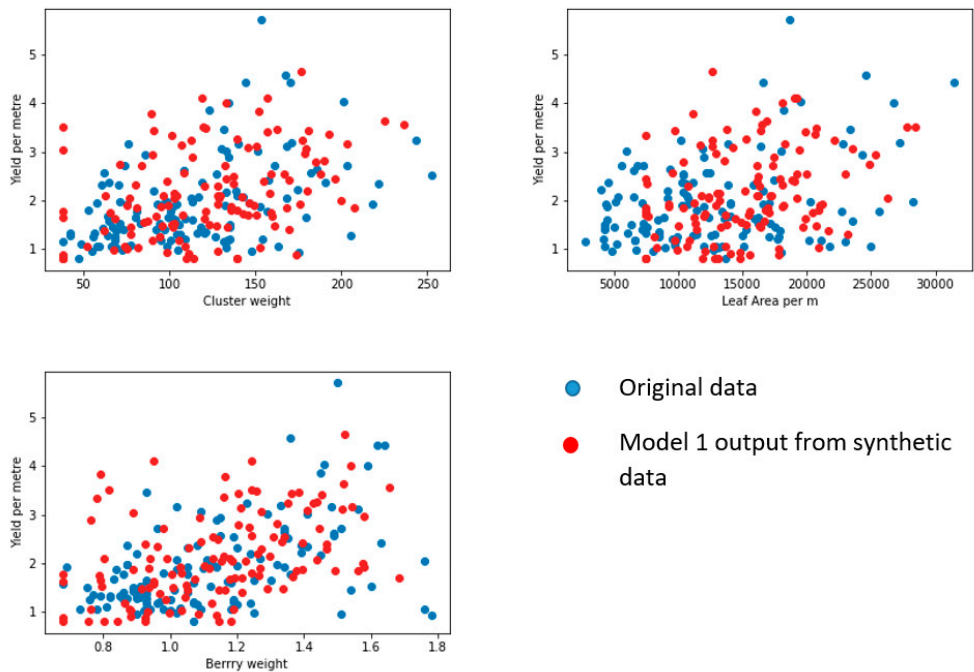 5
4
3
2
1
Yield per metre
50 100 150 200 250
Cluster weight
5
4
3
2
1
Yield per metre
5000 10000 15000 20000 25000 30000
Leaf Area per m
5
4
3
2
1
Yield per metre
0.8 1.0 1.2 1.4 1.6 1.8
Berrry weight
Original data
Model 1 output from synthetic
data